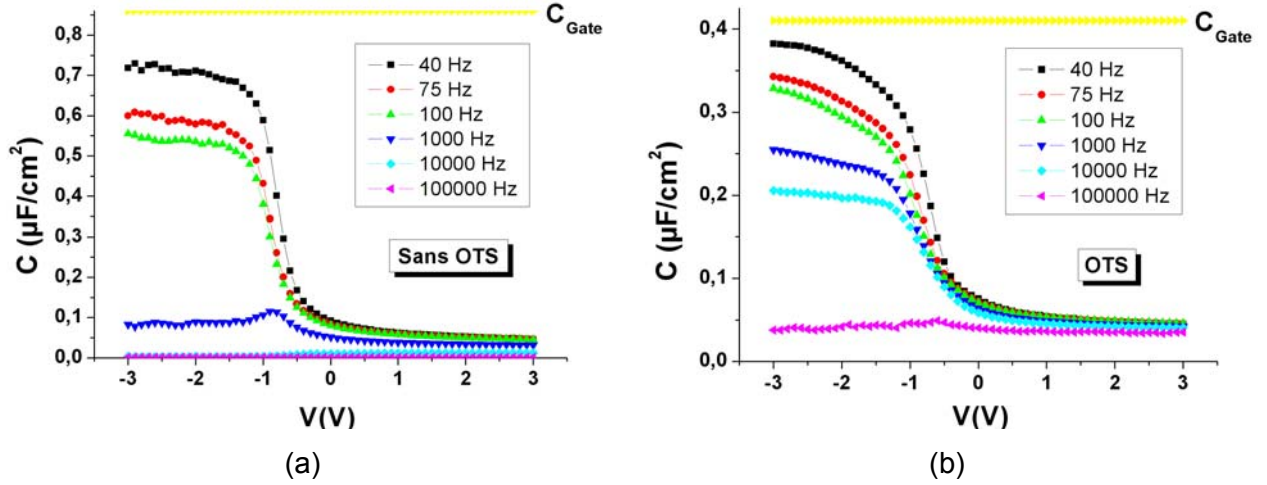 C (µF/cm²)
0,8
0,7
0,6
0,5
0,4
0,3
0,2
0,1
0,0
C_Gate
40 Hz
75 Hz
100 Hz
1000 Hz
10000 Hz
100000 Hz
Sans OTS
-3 -2 -1 0 1 2 3
V(V)
(a)
C (µF/cm²)
0,4
0,3
0,2
0,1
0,0
C_Gate
40 Hz
75 Hz
100 Hz
1000 Hz
10000 Hz
100000 Hz
OTS
-3 -2 -1 0 1 2 3
V(V)
(b)